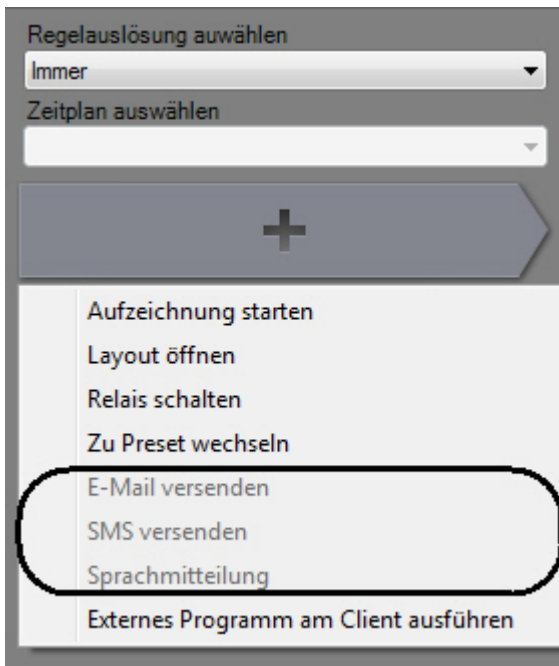 Regelauslösung auwählen
Immer
Zeitplan auswählen
Aufzeichnung starten
Layout öffnen
Relais schalten
Zu Preset wechseln
E-Mail versenden
SMS versenden
Sprachmitteilung
Externes Programm am Client ausführen